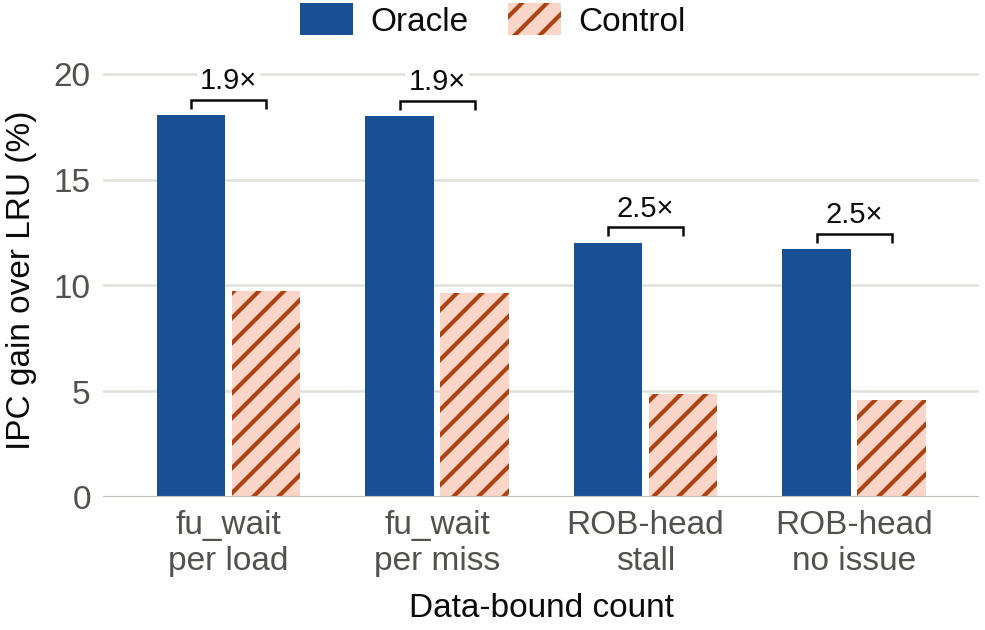 Oracle Control
IPC gain over LRU (%)
20
15
10
5
0
1.9×
1.9×
2.5×
2.5×
fu_wait
per load
fu_wait
per miss
ROB-head
stall
ROB-head
no issue
Data-bound count